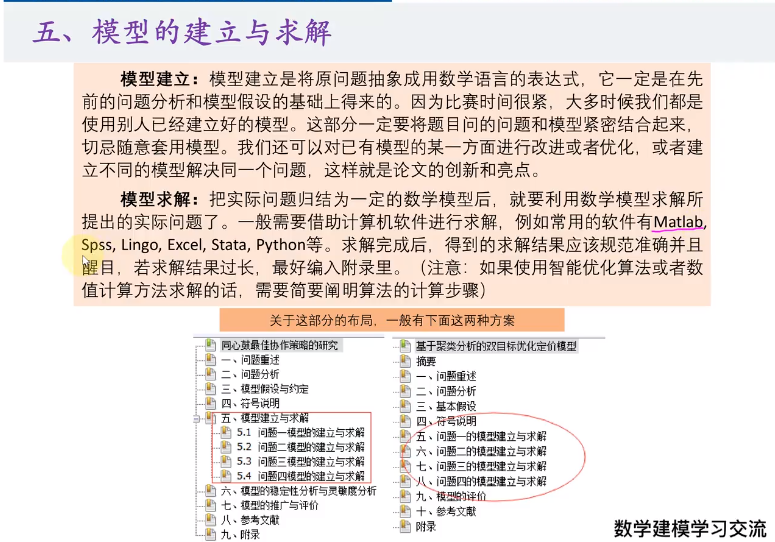 五、模型的建立与求解
模型建立：模型建立是将原问题抽象成用数学语言的表达式，它一定是在先
前的问题分析和模型假设的基础上得来的。因为比赛时间很紧，大多时候我们都是
使用别人已经建立好的模型。这部分一定要将题目问的问题和模型紧密结合起来，
切忌随意套用模型。我们还可以对已有模型的某一方面进行改进或者优化，或者建
立不同的模型解决同一个问题，这样就是论文的创新和亮点。
模型求解：把实际问题归结为一定的数学模型后，就要利用数学模型求解所
提出的实际问题了。一般需要借助计算机软件进行求解，例如常用的软件有Matlab,
Spss, Lingo, Excel, Stata, Python等。求解完成后，得到的求解结果应该规范准确并且
醒目，若求解结果过长，最好编入附录里。（注意：如果使用智能优化算法或者数
值计算方法求解的话，需要简要阐明算法的计算步骤）
关于这部分的布局，一般有下面这两种方案
同心鼓最佳协作策略的研究
一、问题重述
二、问题分析
三、模型假设与约定
四、符号说明
五、模型建立与求解
5.1 问题一模型的建立与求解
5.2 问题二模型的建立与求解
5.3 问题三模型的建立与求解
5.4 问题四模型的建立与求解
六、模型的稳定性分析与灵敏度分析
七、模型的推广与评价
八、参考文献
九、附录
基于聚类分析的双目标优化定价模型
摘要
一、问题重述
二、问题分析
三、基本假设
四、符号说明
五、问题一的模型建立与求解
六、问题二的模型建立与求解
七、问题三的模型建立与求解
八、问题四的模型建立与求解
九、模型的评价
十、参考文献
附录
数学建模学习交流